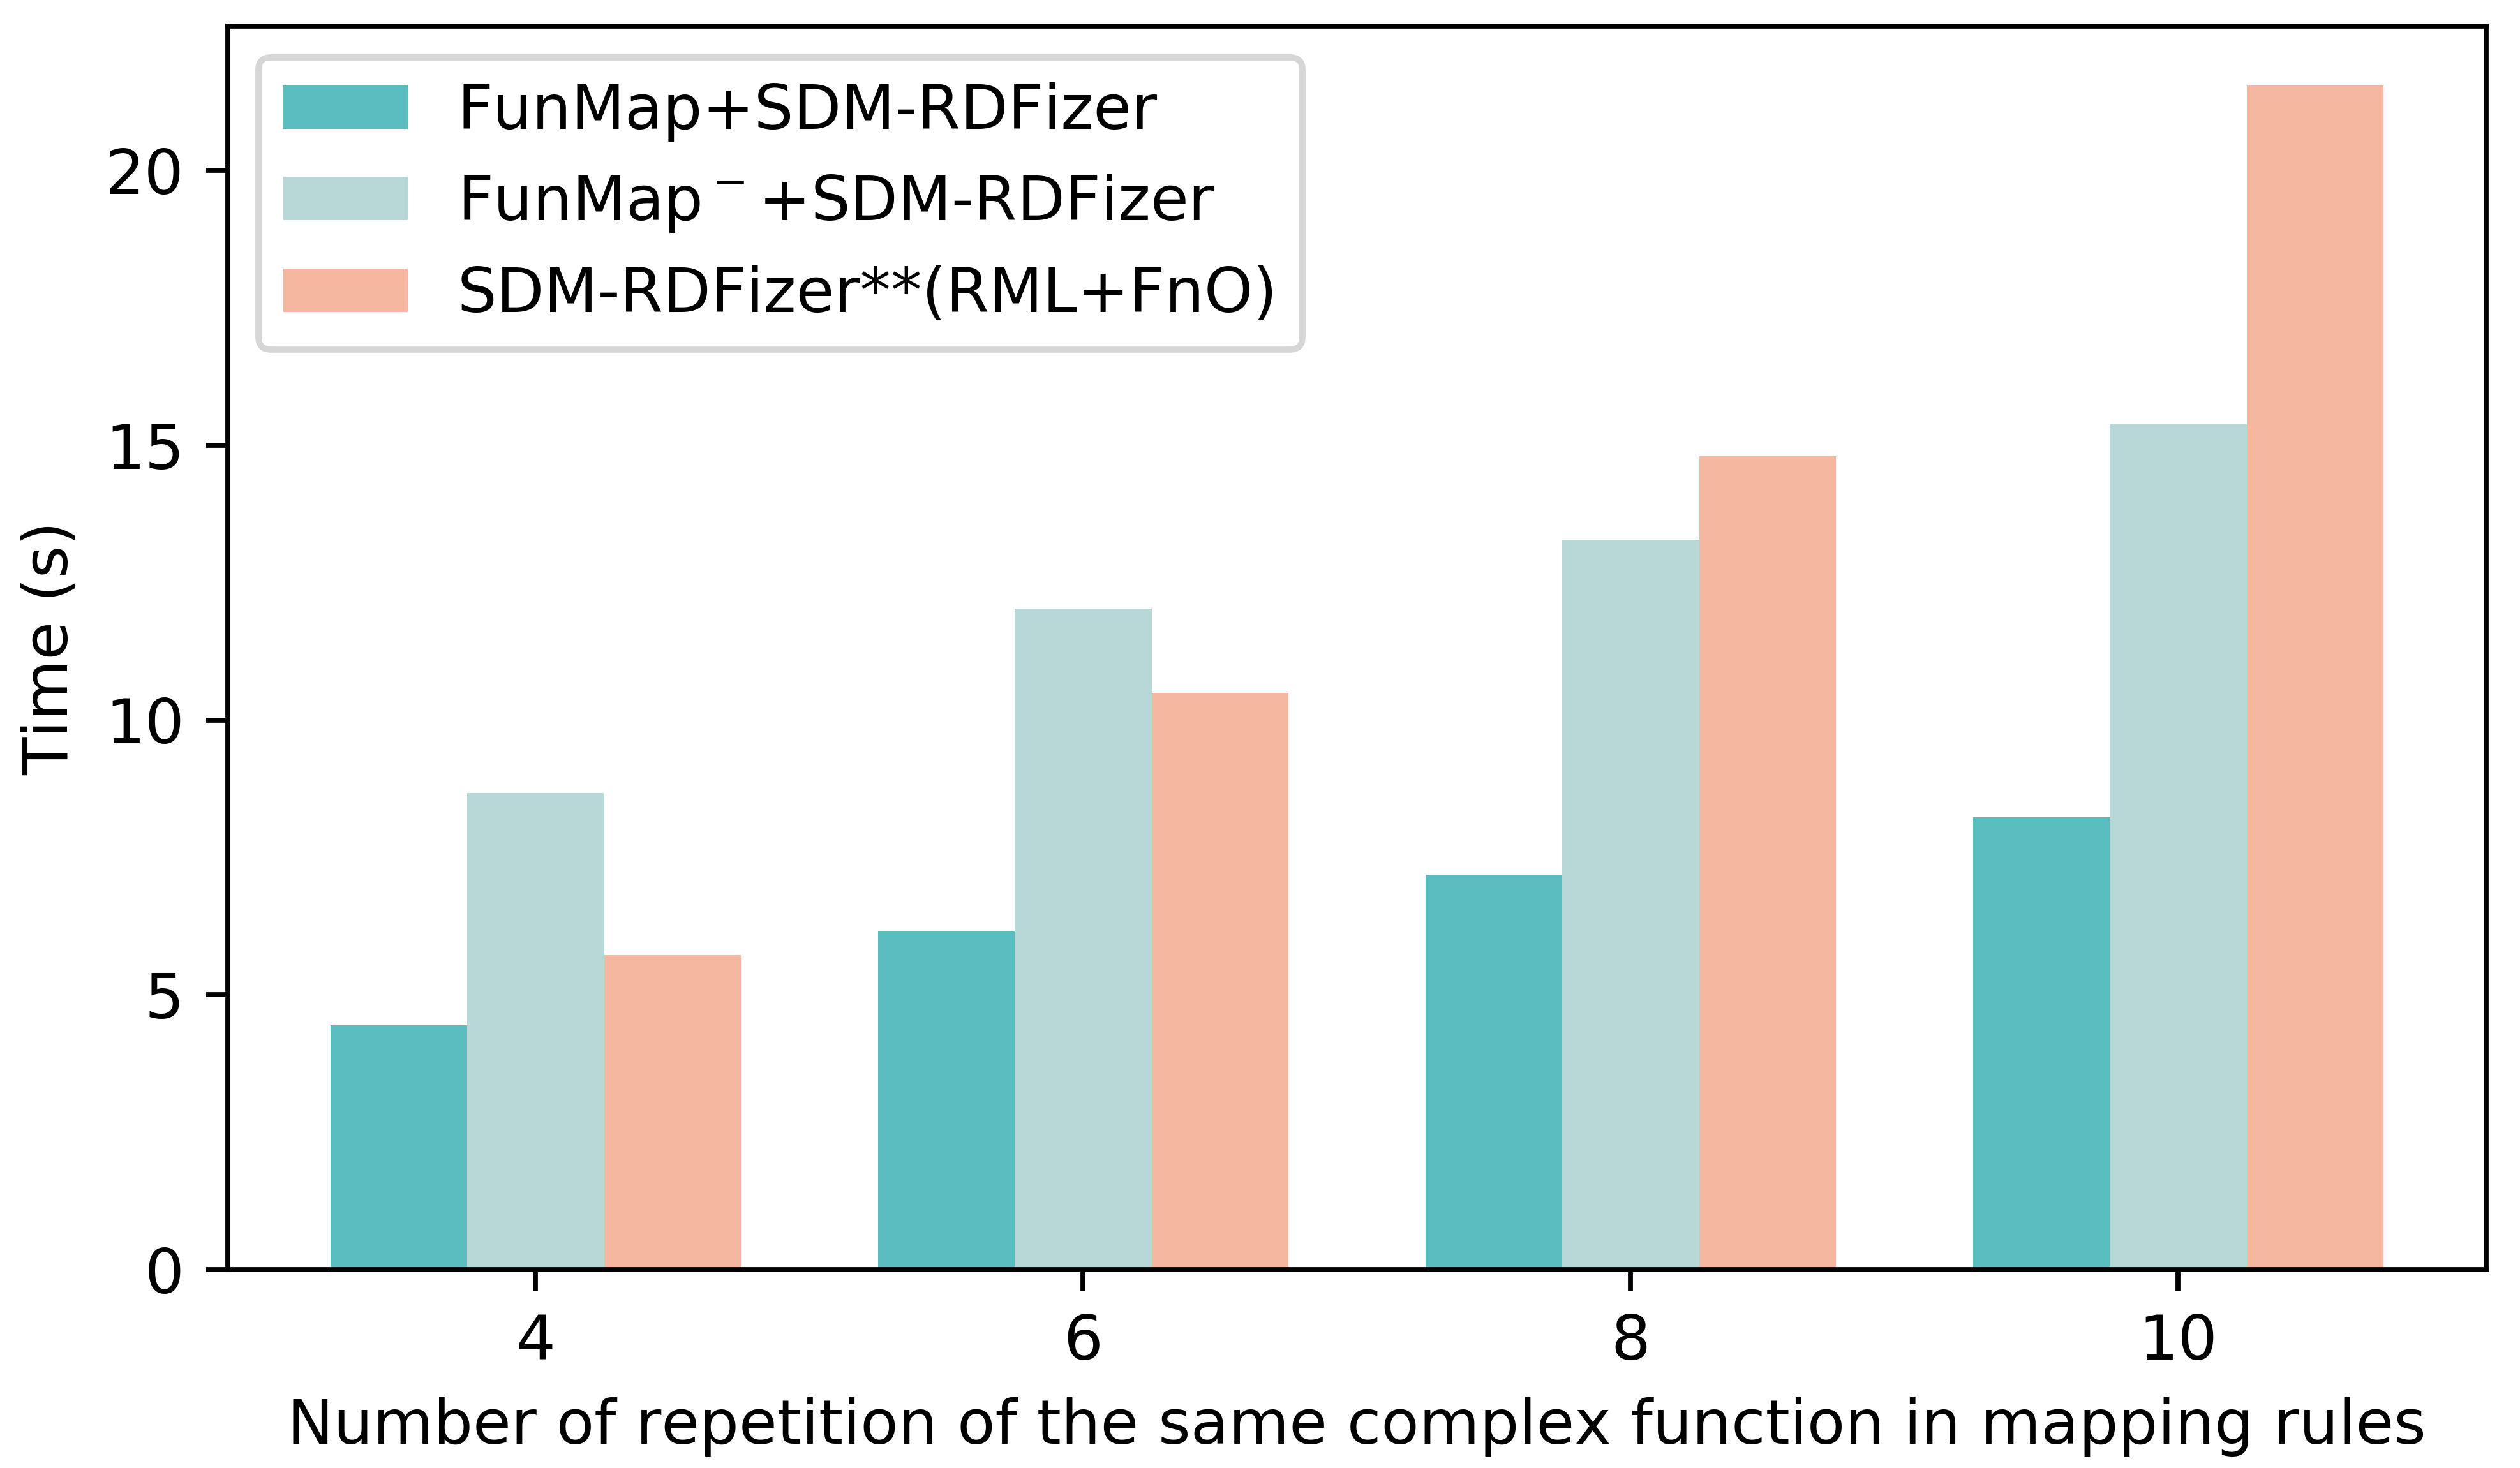 FunMap+SDM-RDFizer
FunMap⁻+SDM-RDFizer
SDM-RDFizer**(RML+FnO)
Time (s)
20
15
10
5
0
4 6 8 10
Number of repetition of the same complex function in mapping rules